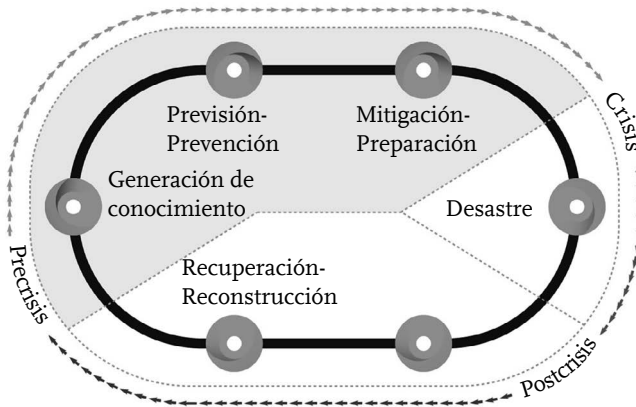 Previsión-
Prevención
Mitigación-
Preparación
Crisis
Generación de
conocimiento
Desastre
Precrisis
Recuperación-
Reconstrucción
Postcrisis